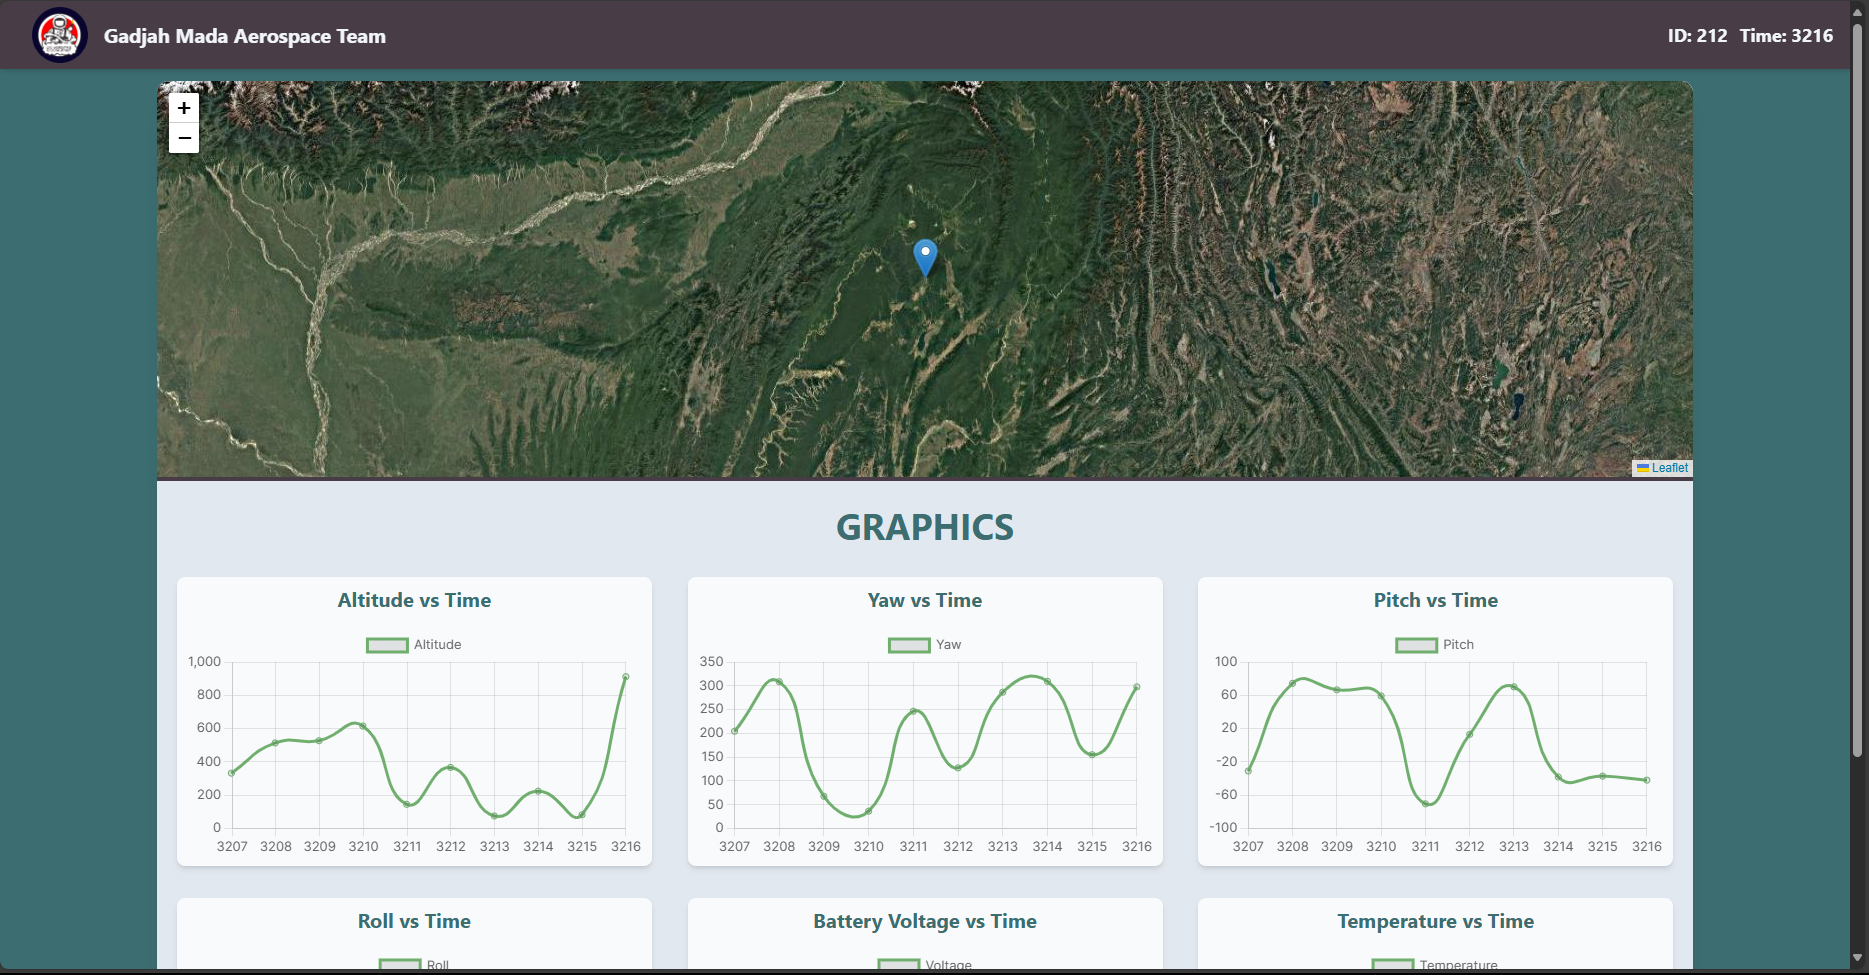 Gadjah Mada Aerospace Team
ID: 212 Time: 3216
+
−
Leaflet
GRAPHICS
Altitude vs Time
Altitude
1,000
800
600
400
200
0
3207 3208 3209 3210 3211 3212 3213 3214 3215 3216
Yaw vs Time
Yaw
350
300
250
200
150
100
50
0
3207 3208 3209 3210 3211 3212 3213 3214 3215 3216
Pitch vs Time
Pitch
100
60
20
-20
-60
-100
3207 3208 3209 3210 3211 3212 3213 3214 3215 3216
Roll vs Time
Roll
Battery Voltage vs Time
Voltage
Temperature vs Time
Temperature